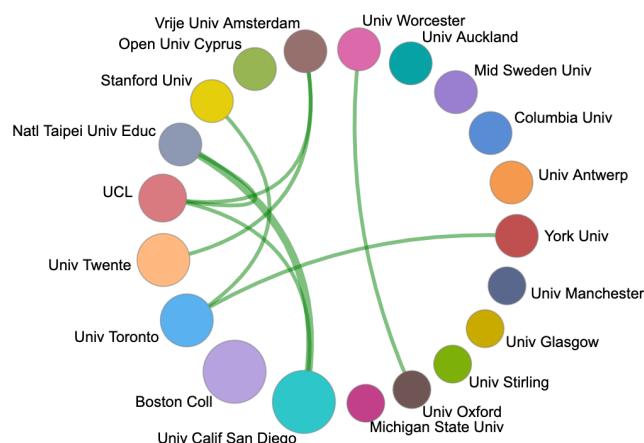 Vrije Univ Amsterdam
Univ Worcester
Open Univ Cyprus
Univ Auckland
Stanford Univ
Mid Sweden Univ
Natl Taipei Univ Educ
Columbia Univ
UCL
Univ Antwerp
York Univ
Univ Twente
Univ Manchester
Univ Toronto
Univ Glasgow
Univ Stirling
Boston Coll
Univ Oxford
Michigan State Univ
Univ Calif San Diego